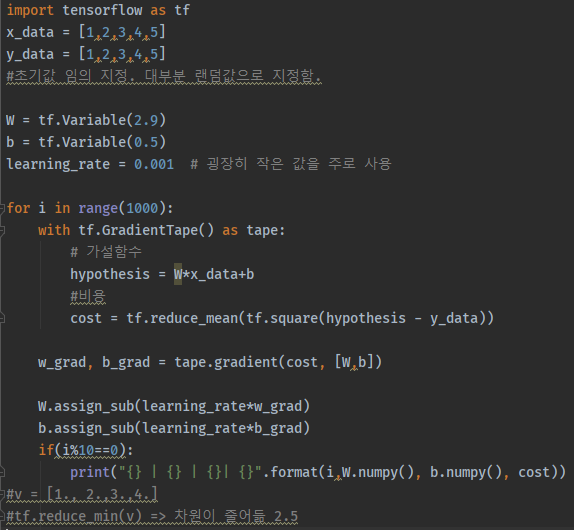 import tensorflow as tf
x_data = [1,2,3,4,5]
y_data = [1,2,3,4,5]
#초기값 임의 지정. 대부분 랜덤값으로 지정함.
W = tf.Variable(2.9)
b = tf.Variable(0.5)
learning_rate = 0.001  # 굉장히 작은 값을 주로 사용
for i in range(1000):
    with tf.GradientTape() as tape:
        # 가설함수
        hypothesis = W*x_data+b
        #비용
        cost = tf.reduce_mean(tf.square(hypothesis - y_data))
    w_grad, b_grad = tape.gradient(cost, [W,b])
    W.assign_sub(learning_rate*w_grad)
    b.assign_sub(learning_rate*b_grad)
    if(i%10==0):
        print("{} | {} | {}| {}".format(i,W.numpy(), b.numpy(), cost))
#v = [1., 2.,3.,4.]
#tf.reduce_min(v) => 차원이 줄어듦 2.5